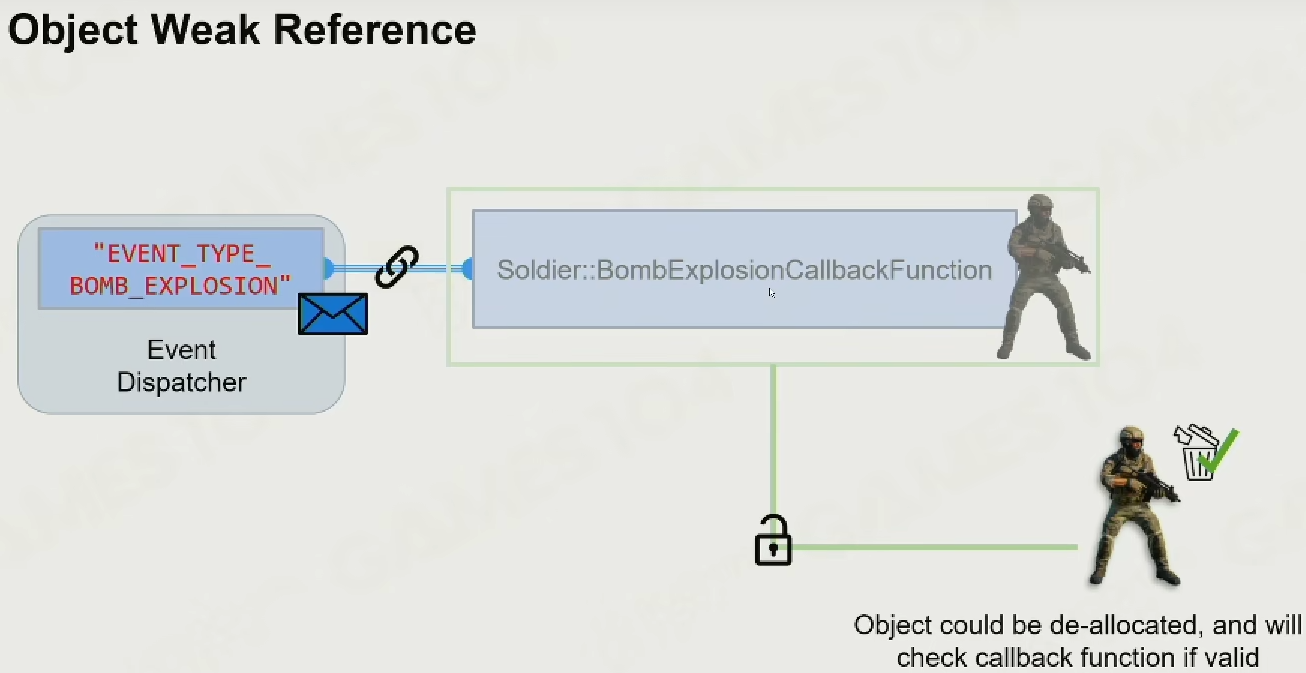 Object Weak Reference
"EVENT_TYPE_
BOMB_EXPLOSION"
Event
Dispatcher
Soldier::BombExplosionCallbackFunction
Object could be de-allocated, and will
check callback function if valid